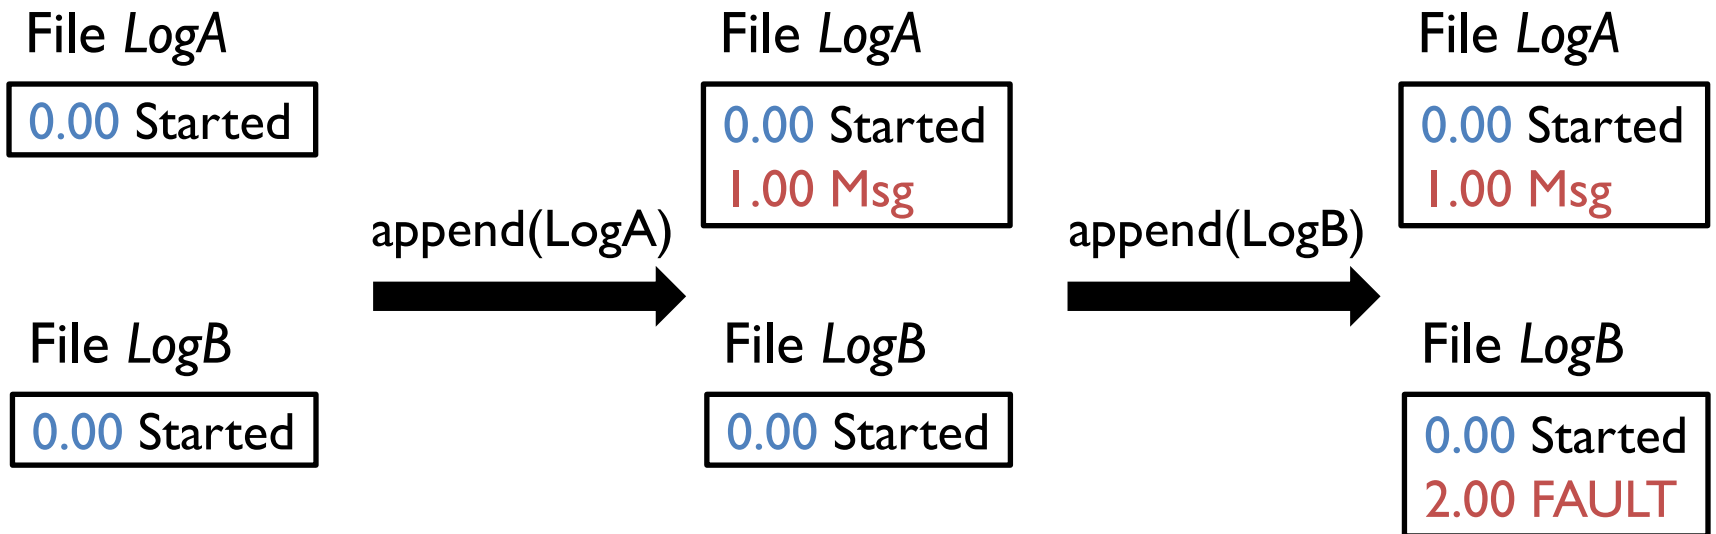 File LogA
0.00 Started
File LogB
0.00 Started
append(LogA)
File LogA
0.00 Started
1.00 Msg
File LogB
0.00 Started
append(LogB)
File LogA
0.00 Started
1.00 Msg
File LogB
0.00 Started
2.00 FAULT